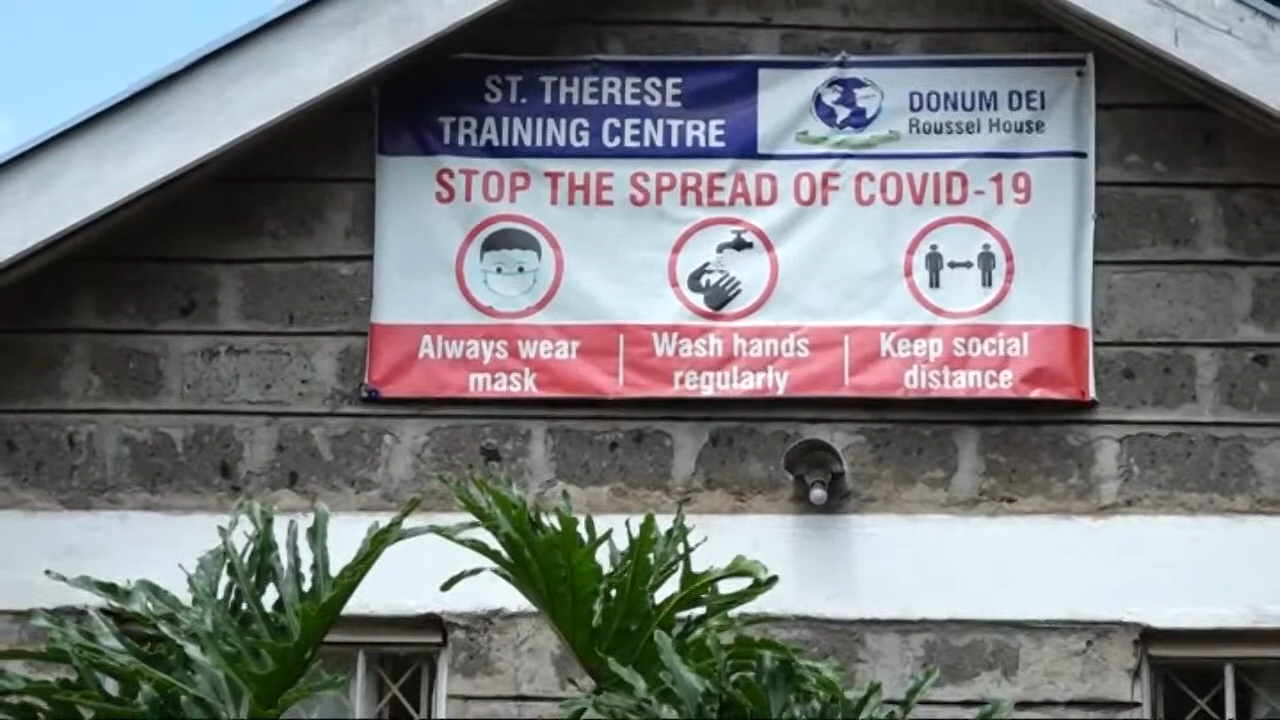 ST. THERESE
TRAINING CENTRE
DONUM DEI
Roussel House
STOP THE SPREAD OF COVID-19
Always wear
mask
Wash hands
regularly
Keep social
distance